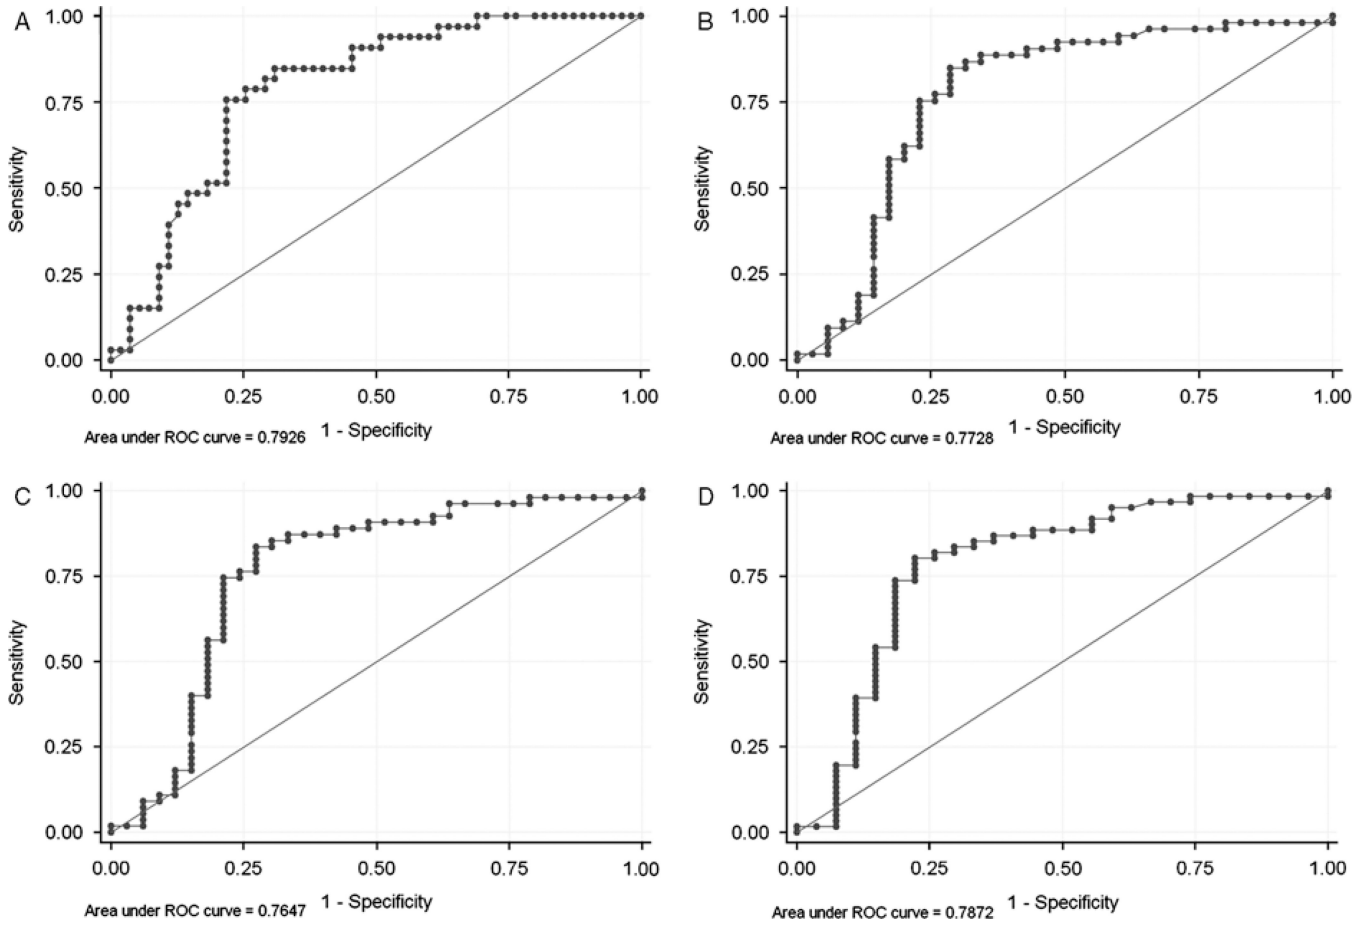 A
1.00
0.75
0.50
0.25
0.00
Sensitivity
0.00 0.25 0.50 0.75 1.00
1 - Specificity
Area under ROC curve = 0.7926
B
1.00
0.75
0.50
0.25
0.00
Sensitivity
0.00 0.25 0.50 0.75 1.00
1 - Specificity
Area under ROC curve = 0.7728
C
1.00
0.75
0.50
0.25
0.00
Sensitivity
0.00 0.25 0.50 0.75 1.00
1 - Specificity
Area under ROC curve = 0.7647
D
1.00
0.75
0.50
0.25
0.00
Sensitivity
0.00 0.25 0.50 0.75 1.00
1 - Specificity
Area under ROC curve = 0.7872